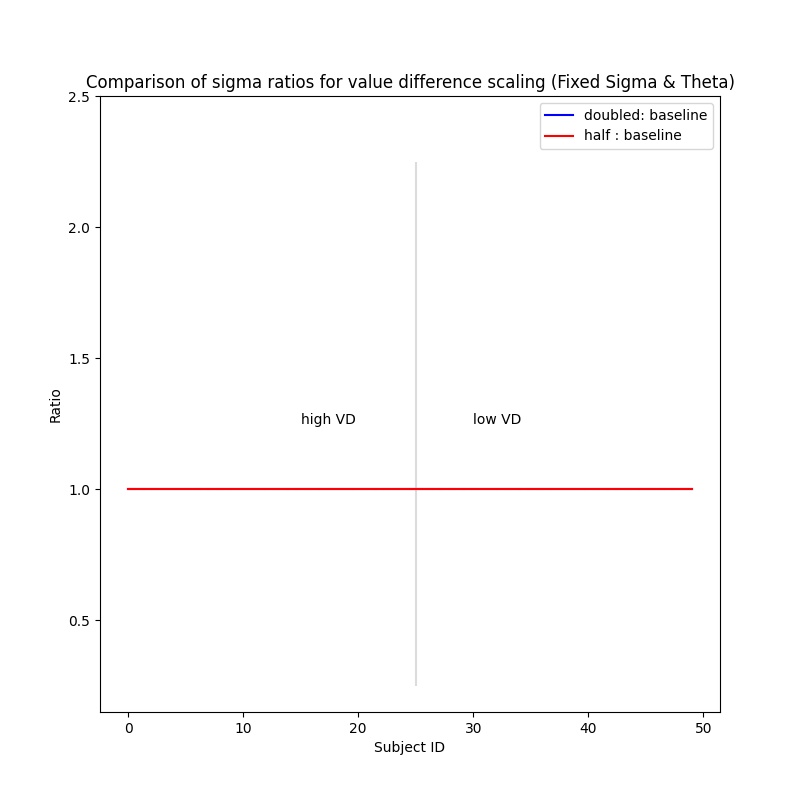 Comparison of sigma ratios for value difference scaling (Fixed Sigma & Theta)
doubled: baseline
half : baseline
2.5
2.0
1.5
1.0
0.5
Ratio
high VD
low VD
0
10
20
30
40
50
Subject ID